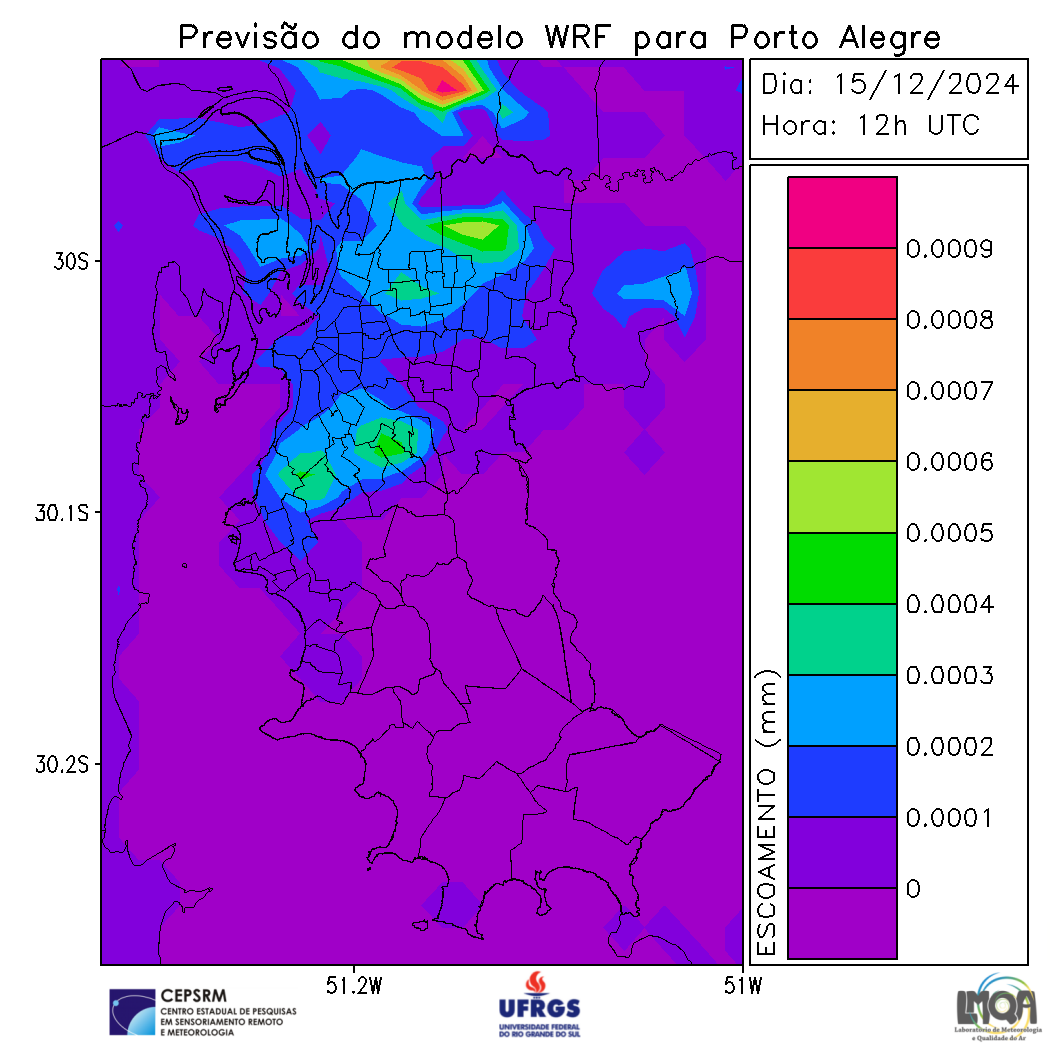 Previsão do modelo WRF para Porto Alegre
Dia: 15/12/2024
Hora: 12h UTC
0.0009
0.0008
0.0007
0.0006
0.0005
0.0004
0.0003
0.0002
0.0001
0
ESCOAMENTO (mm)
30S
30.1S
30.2S
51.2W
51W
CEPSRM
CENTRO ESTADUAL DE PESQUISAS
EM SENSORIAMENTO REMOTO
E METEOROLOGIA
UFRGS
UNIVERSIDADE FEDERAL
DO RIO GRANDE DO SUL
LMQA
Laboratório de Meteorologia
e Qualidade do Ar